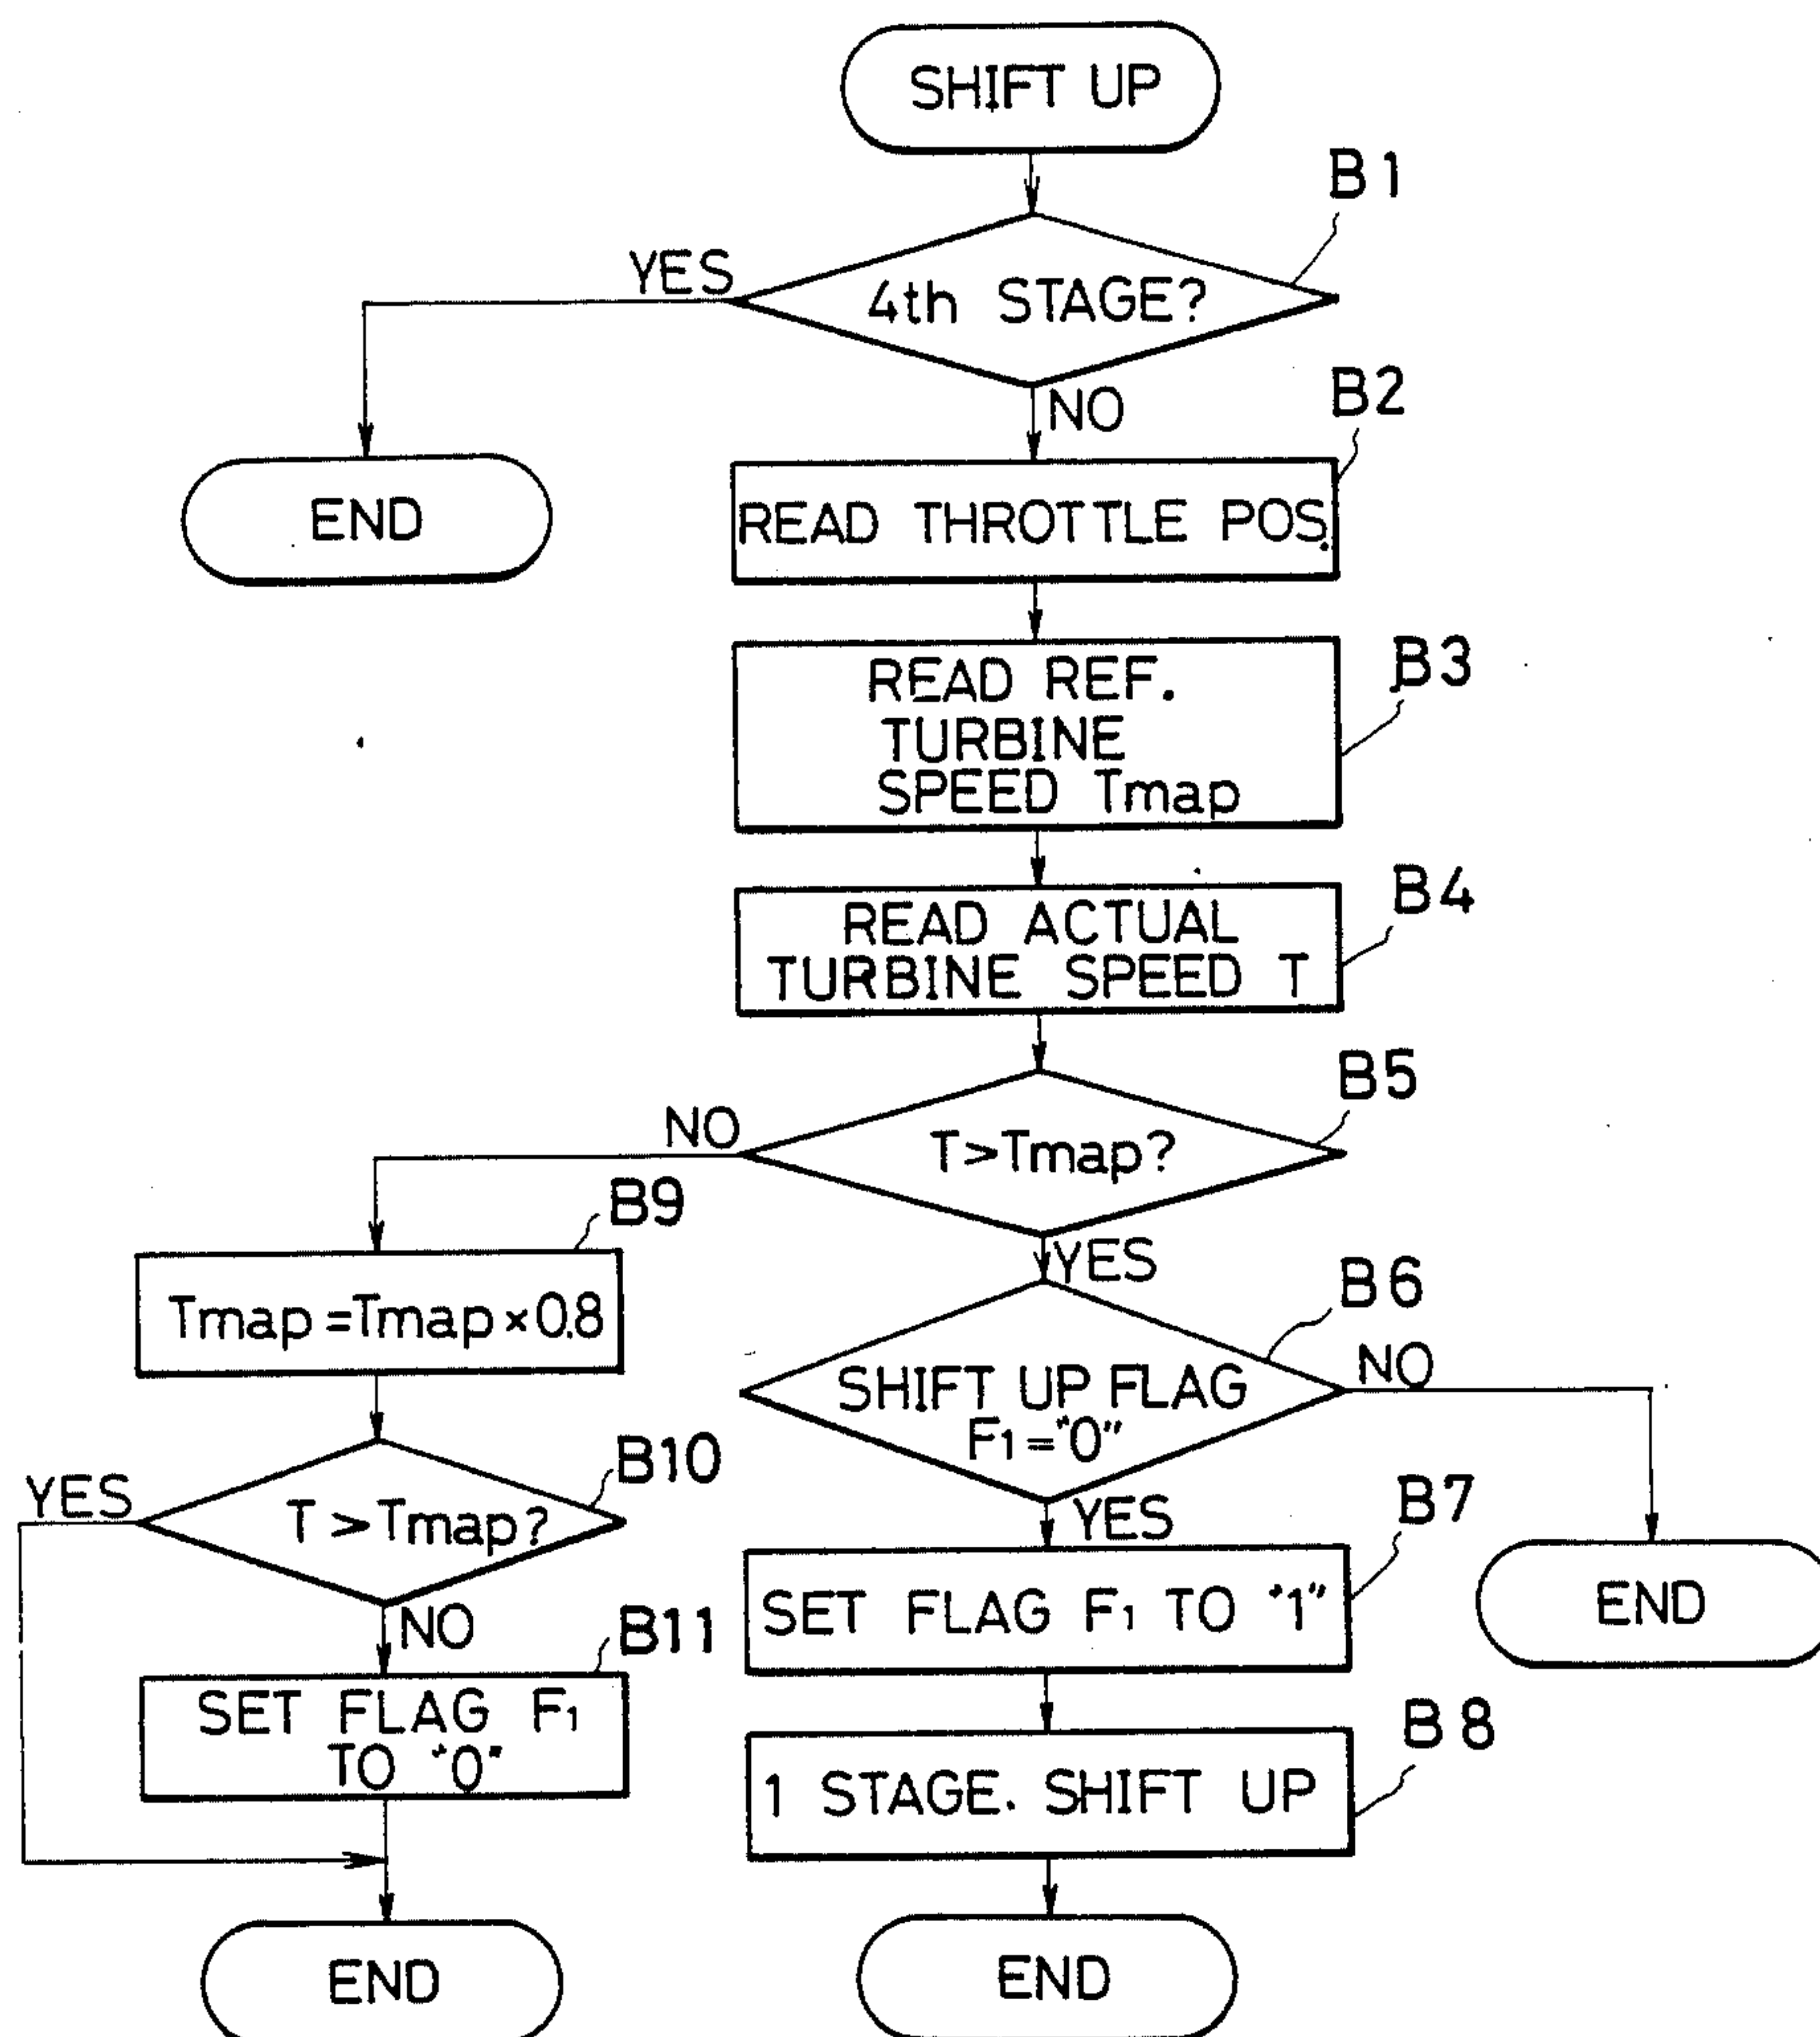 SHIFT UP
B1
YES
4th STAGE?
NO
B2
END
READ THROTTLE POS.
READ REF.
TURBINE
SPEED Tmap
B3
B4
READ ACTUAL
TURBINE SPEED T
B5
NO
T>Tmap?
B9
YES
B6
Tmap=Tmap×0.8
NO
SHIFT UP FLAG
F1="0"
B10
YES
T>Tmap?
B7
YES
NO
B11
SET FLAG F1 TO "1"
END
SET FLAG F1
TO "0"
B8
1 STAGE. SHIFT UP
END
END